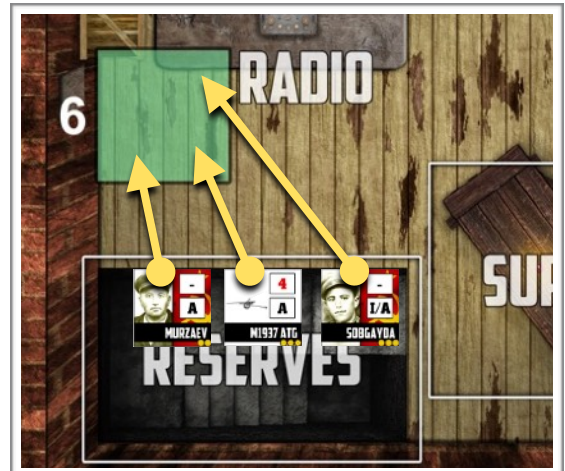 RADIO
6
SUP
-
A
MURZAEV
4
A
M1937 ATG
-
I/A
SOBGAYDA
RESERVES